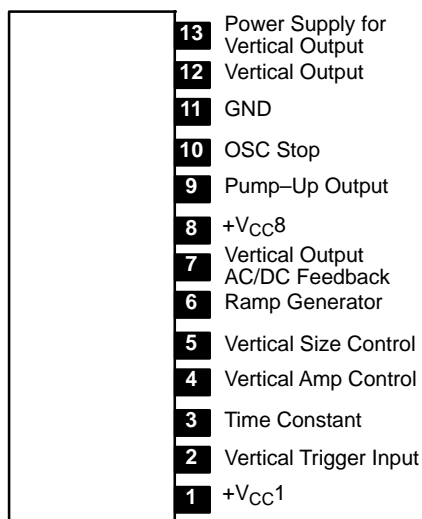 13 Power Supply for
Vertical Output
12 Vertical Output
11 GND
10 OSC Stop
9 Pump–Up Output
8 +VCC8
7 Vertical Output
AC/DC Feedback
6 Ramp Generator
5 Vertical Size Control
4 Vertical Amp Control
3 Time Constant
2 Vertical Trigger Input
1 +VCC1